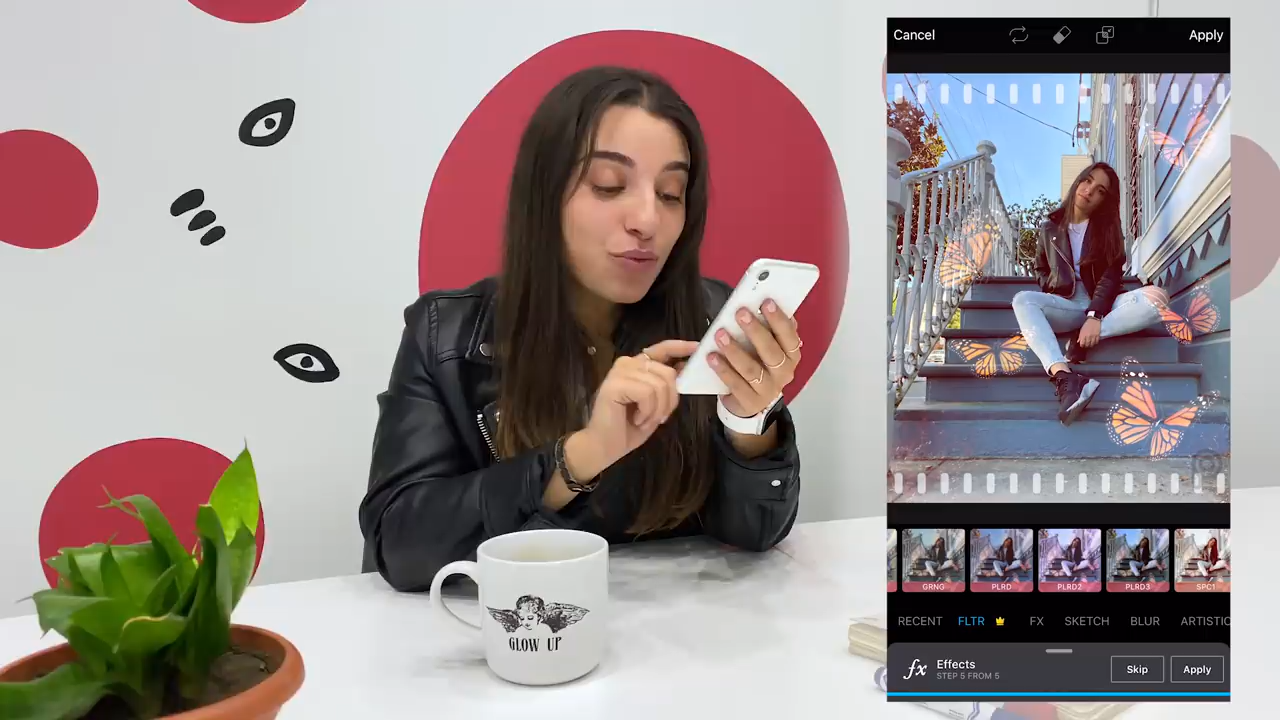 Cancel
Apply
GRNG
PLRD
PLRD2
PLRD3
SPC1
RECENT
FLTR
FX
SKETCH
BLUR
ARTISTIC
fx
Effects
STEP 5 FROM 5
Skip
Apply
GLOW UP